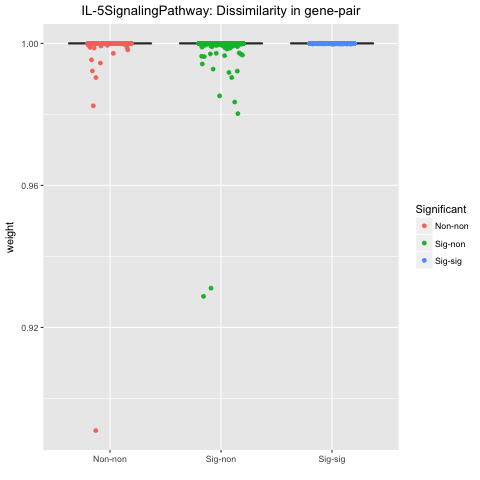 IL-5SignalingPathway: Dissimilarity in gene-pair
1.00
0.96
0.92
weight
Non-non
Sig-non
Sig-sig
Significant
Non-non
Sig-non
Sig-sig